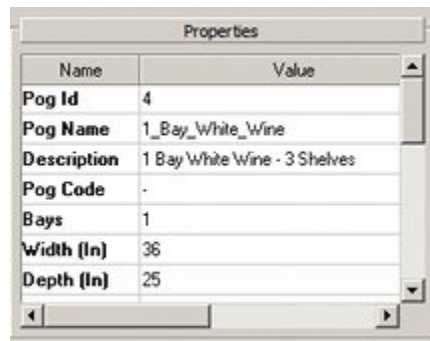 Properties
Name Value
Pog Id 4
Pog Name 1_Bay_White_Wine
Description 1 Bay White Wine - 3 Shelves
Pog Code -
Bays 1
Width (In) 36
Depth (In) 25